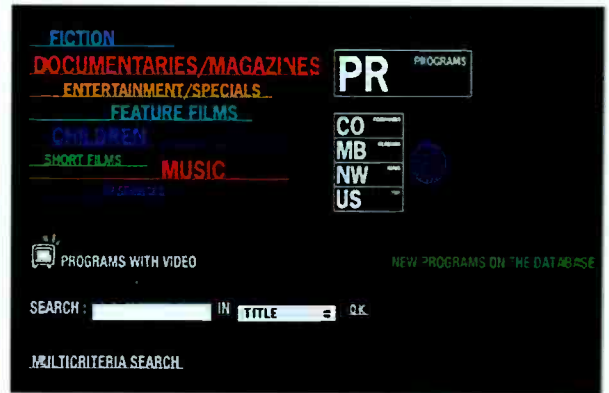 FICTION
DOCUMENTARIES/MAGAZINES
ENTERTAINMENT/SPECIALS
FEATURE FILMS
CHILDREN
SHORT FILMS
MUSIC
PR PROGRAMS
CO
MB
NW
US
PROGRAMS WITH VIDEO
NEW PROGRAMS ON THE DATABASE
SEARCH : IN TITLE OK
MULTICRITERIA SEARCH